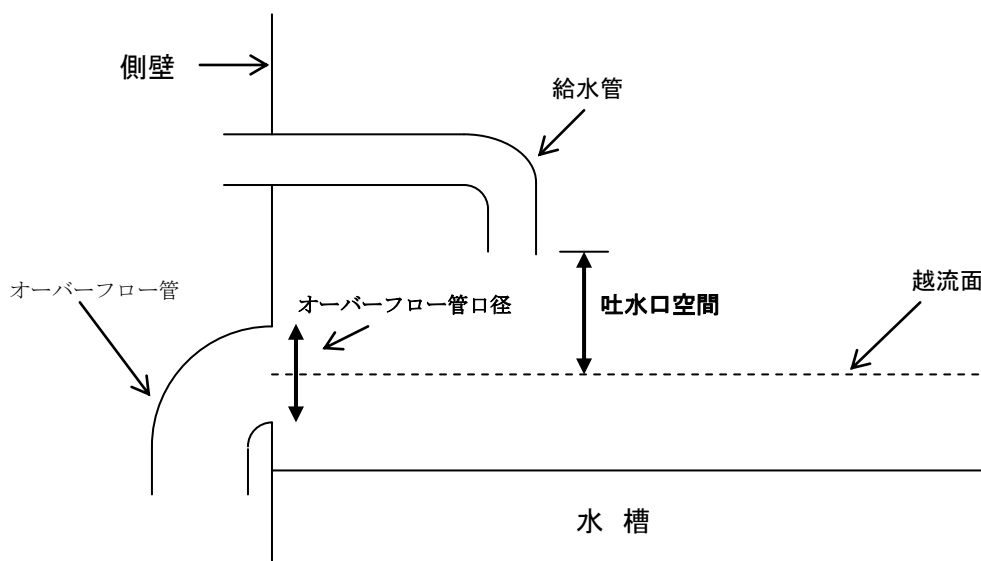 側壁
給水管
オーバーフロー管
オーバーフロー管口径
吐水口空間
越流面
水 槽